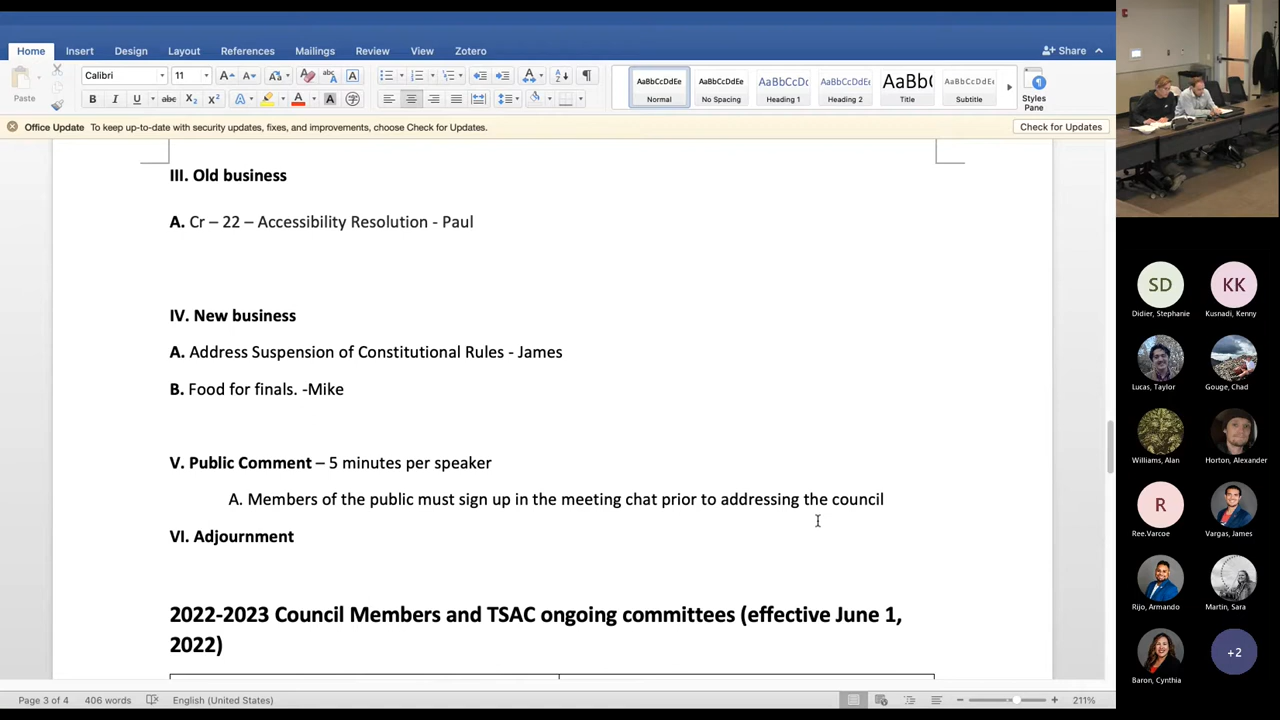 Home Insert Design Layout References Mailings Review View Zotero Share
Paste Calibri 11 AaBbCcDdEe AaBbCcDdEe AaBbCcDc AaBbCcDdE AaBb( AaBbCcDdE
Normal No Spacing Heading 1 Heading 2 Title Subtitle Styles Pane
Office Update To keep up-to-date with security updates, fixes, and improvements, choose Check for Updates. Check for Updates
III. Old business
A. Cr – 22 – Accessibility Resolution - Paul
IV. New business
A. Address Suspension of Constitutional Rules - James
B. Food for finals. -Mike
V. Public Comment – 5 minutes per speaker
A. Members of the public must sign up in the meeting chat prior to addressing the council
VI. Adjournment
2022-2023 Council Members and TSAC ongoing committees (effective June 1,
2022)
Page 3 of 4 406 words English (United States) 211%
SD KK
Didier, Stephanie Kusnadi, Kenny
Lucas, Taylor Gouge, Chad
Williams, Alan Horton, Alexander
R
Ree.Varcoe Vargas, James
Rijo, Armando Martin, Sara
+2
Baron, Cynthia